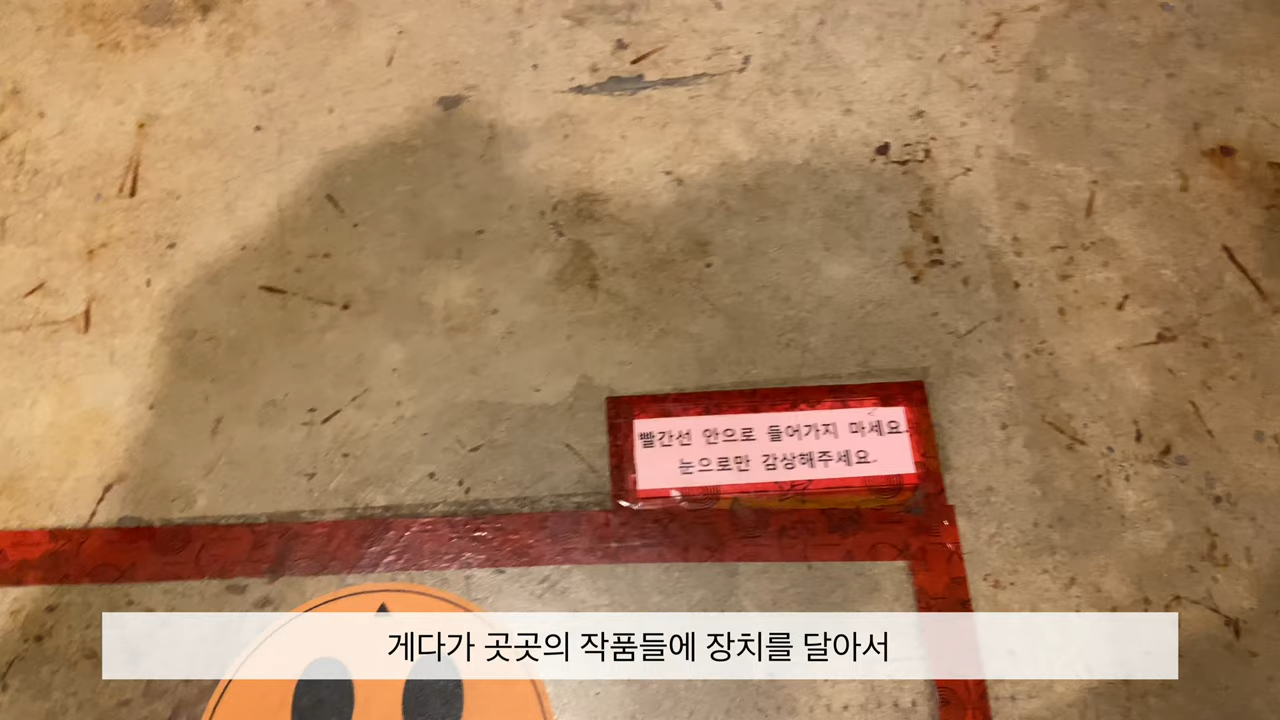 빨간선 안으로 들어가지 마세요.
눈으로만 감상해주세요.
게다가 곳곳의 작품들에 장치를 달아서